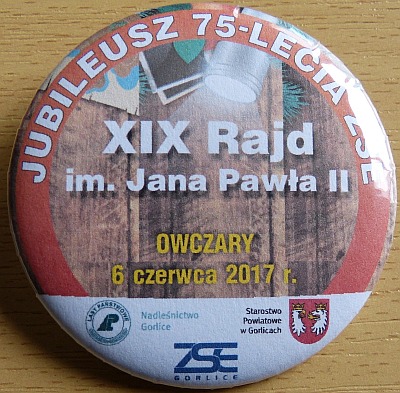 JUBILEUSZ 75-LECIA ZSE
XIX Rajd
im. Jana Pawła II
OWCZARY
6 czerwca 2017 r.
LASY PAŃSTWOWE
Nadleśnictwo
Gorlice
Starostwo
Powiatowe
w Gorlicach
ZSE
GORLICE